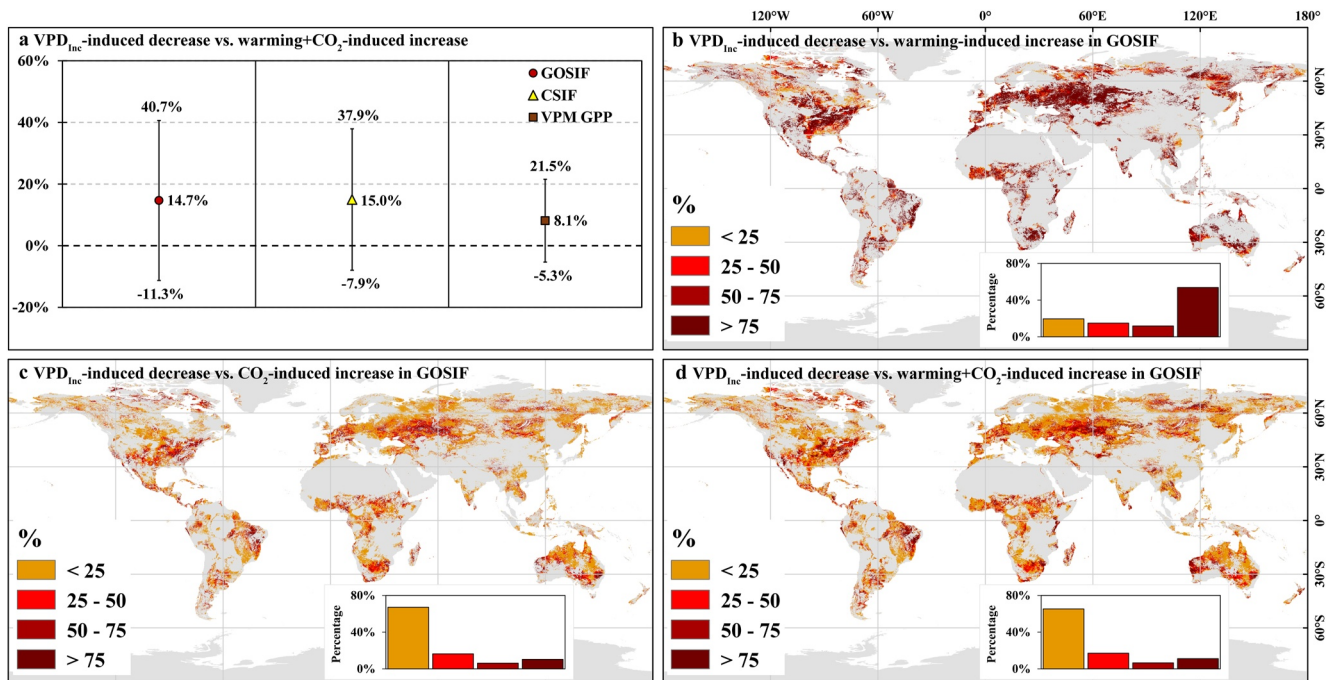 a VPDInc-induced decrease vs. warming+CO2-induced increase
60%
40%
20%
0%
-20%
GOSIF
CSIF
VPM GPP
40.7%
14.7%
-11.3%
37.9%
15.0%
-7.9%
21.5%
8.1%
-5.3%
120°W 60°W 0° 60°E 120°E 180°
b VPDInc-induced decrease vs. warming-induced increase in GOSIF
60°N
30°N
0°
30°S
60°S
%
< 25
25 - 50
50 - 75
> 75
80%
40%
0%
Percentage
c VPDInc-induced decrease vs. CO2-induced increase in GOSIF
%
< 25
25 - 50
50 - 75
> 75
80%
40%
0%
Percentage
d VPDInc-induced decrease vs. warming+CO2-induced increase in GOSIF
60°N
30°N
0°
30°S
60°S
%
< 25
25 - 50
50 - 75
> 75
80%
40%
0%
Percentage